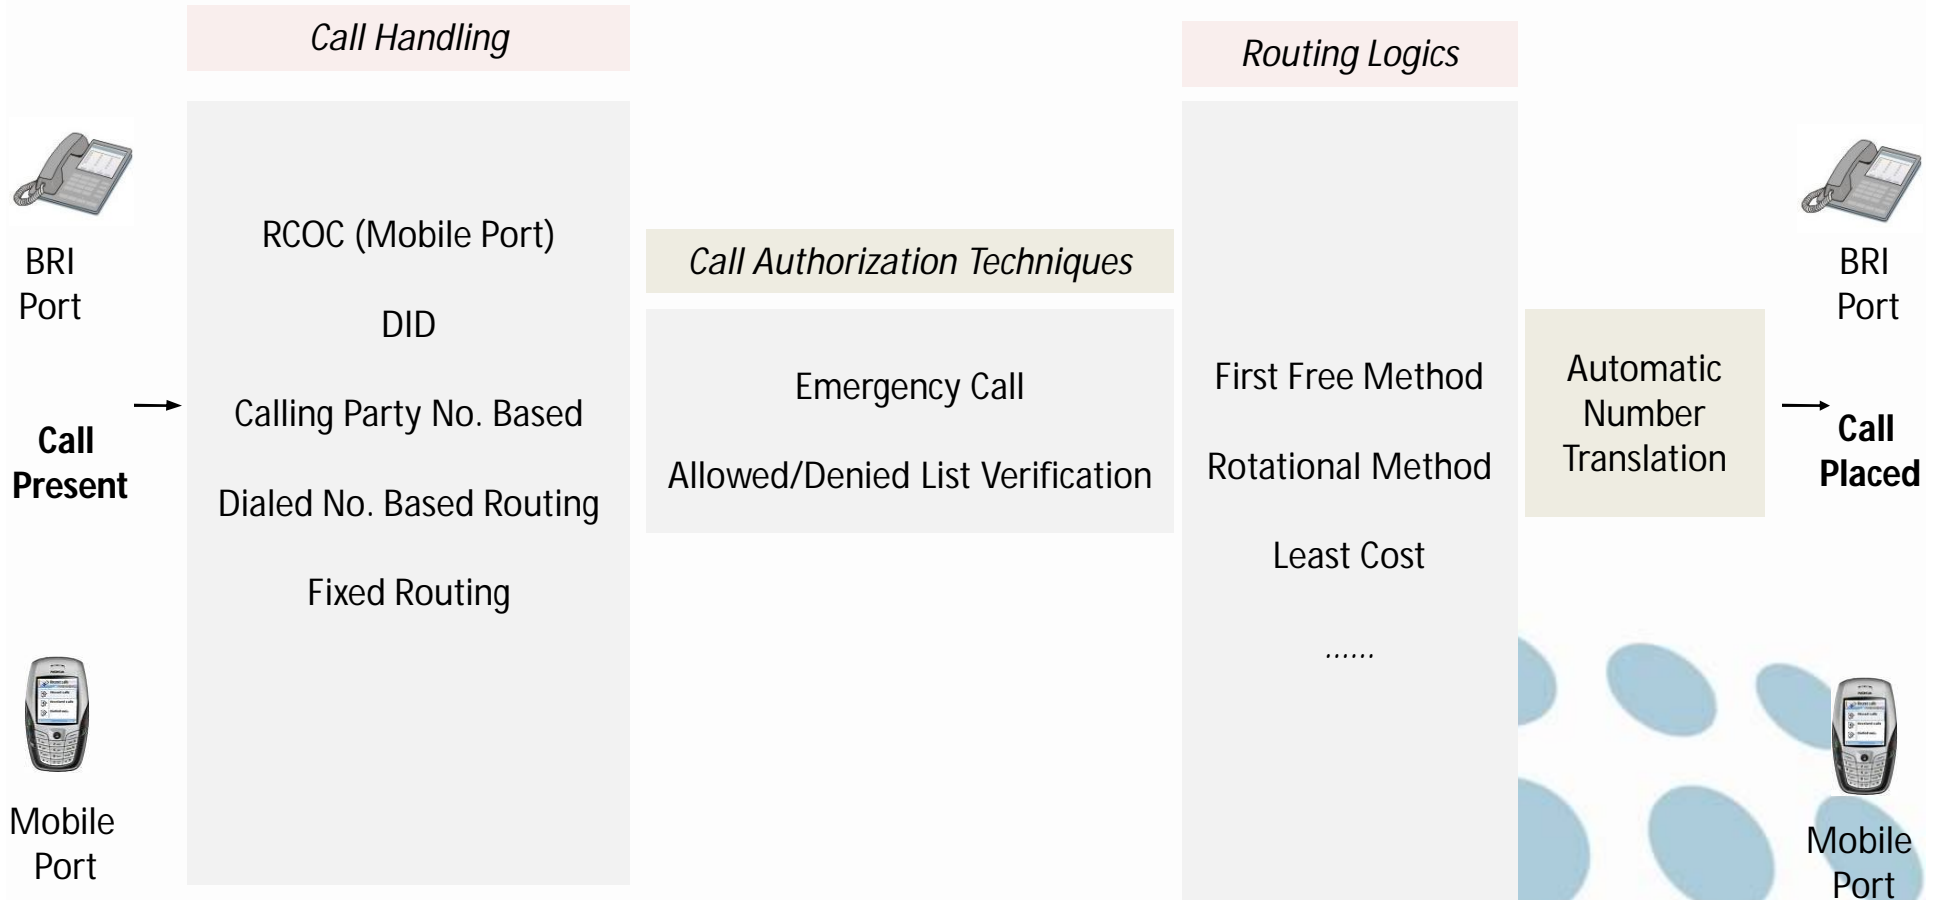 Call Handling
Routing Logics
BRI
Port
Call
Present
Mobile
Port
RCOC (Mobile Port)
DID
Calling Party No. Based
Dialed No. Based Routing
Fixed Routing
Call Authorization Techniques
Emergency Call
Allowed/Denied List Verification
First Free Method
Rotational Method
Least Cost
......
Automatic
Number
Translation
BRI
Port
Call
Placed
Mobile
Port